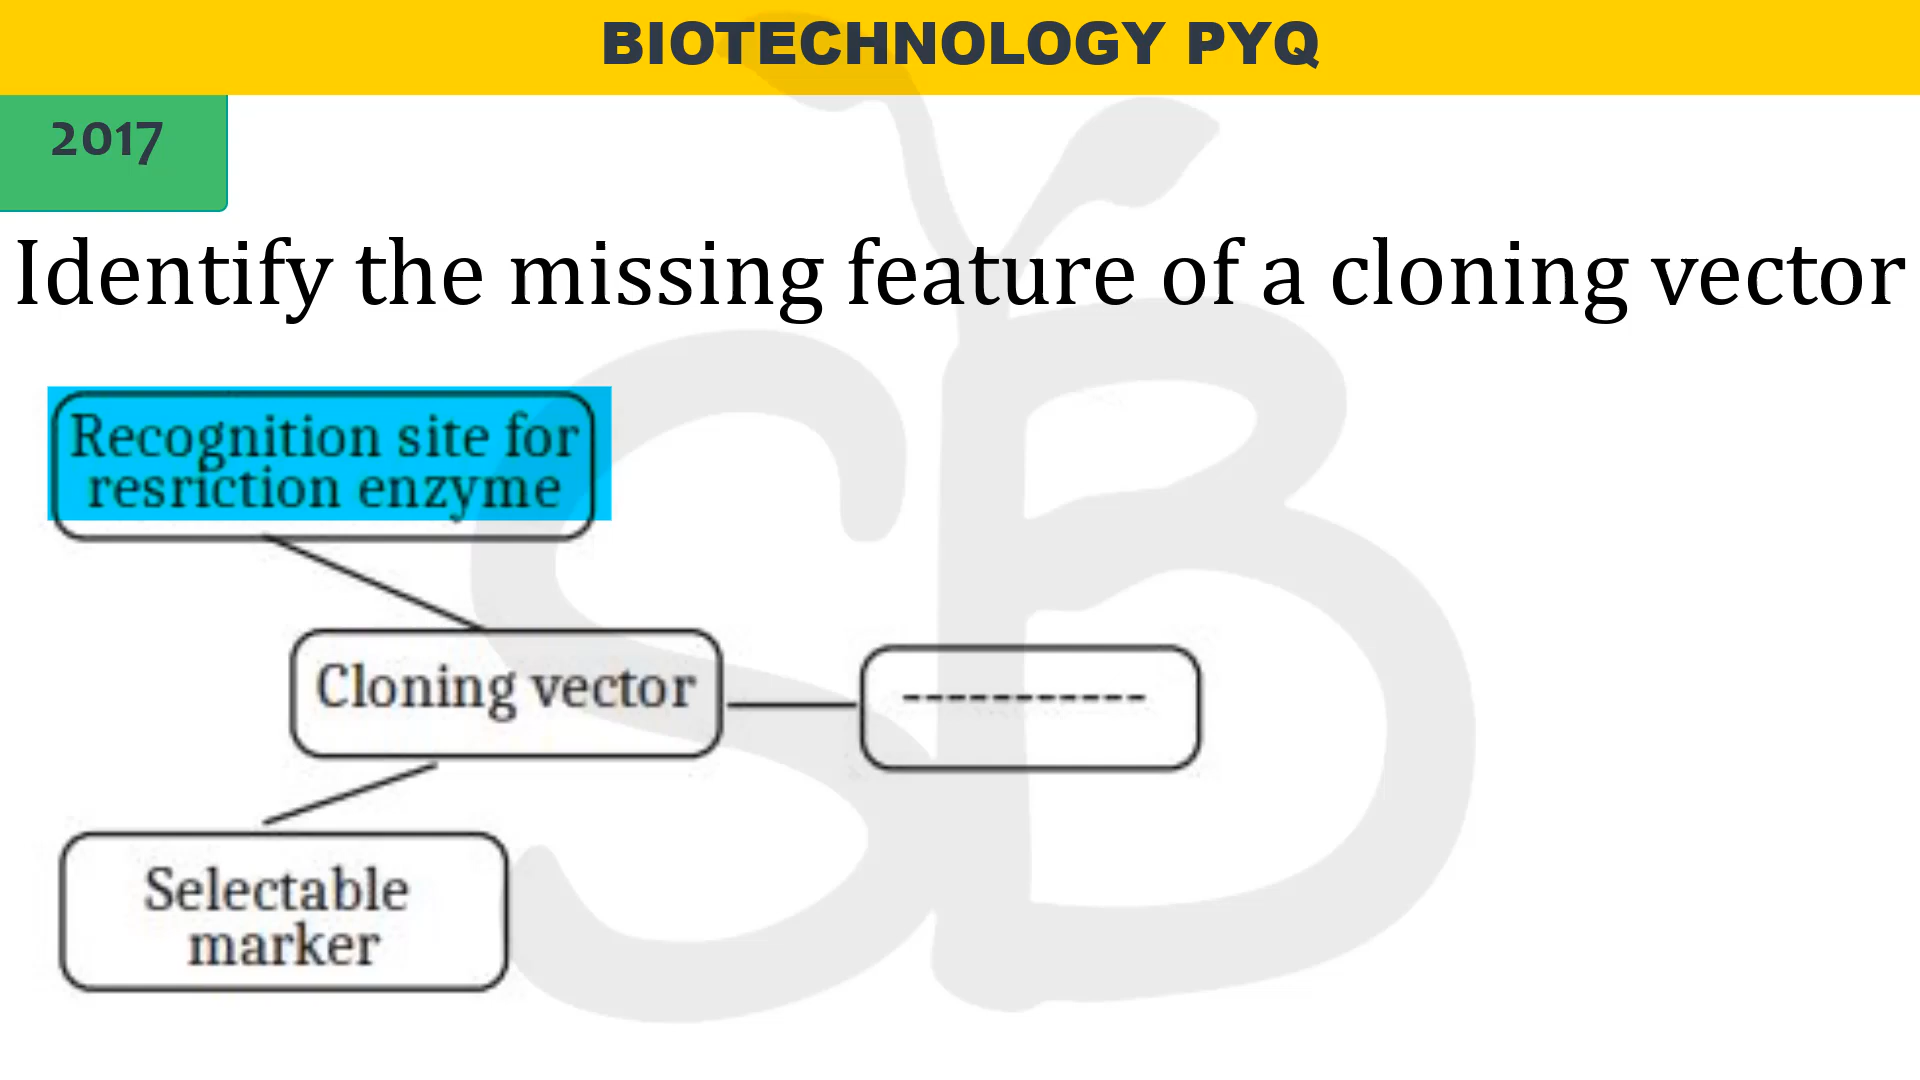 BIOTECHNOLOGY PYQ
2017
Identify the missing feature of a cloning vector
Recognition site for
resriction enzyme
Cloning vector
-----------
Selectable
marker